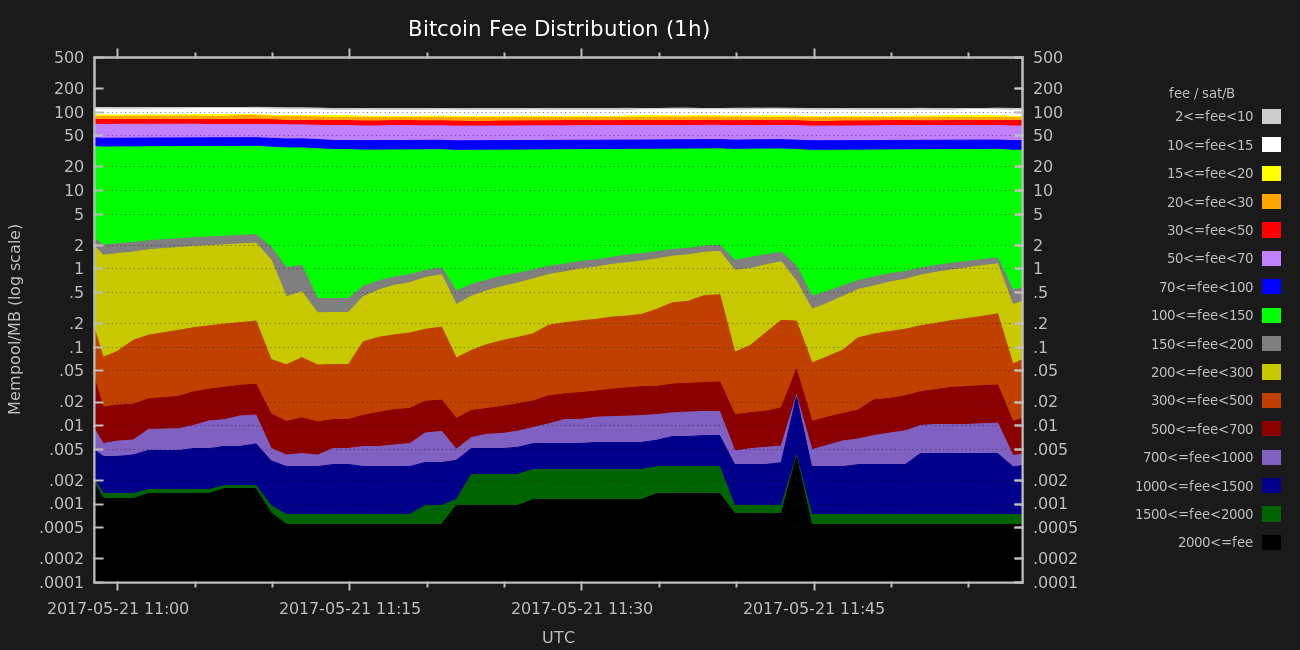 Bitcoin Fee Distribution (1h)
Mempool/MB (log scale)
500
200
100
50
20
10
5
2
1
.5
.2
.1
.05
.02
.01
.005
.002
.001
.0005
.0002
.0001
500
200
100
50
20
10
5
2
1
.5
.2
.1
.05
.02
.01
.005
.002
.001
.0005
.0002
.0001
2017-05-21 11:00 2017-05-21 11:15 2017-05-21 11:30 2017-05-21 11:45
UTC
fee / sat/B
2<=fee<10
10<=fee<15
15<=fee<20
20<=fee<30
30<=fee<50
50<=fee<70
70<=fee<100
100<=fee<150
150<=fee<200
200<=fee<300
300<=fee<500
500<=fee<700
700<=fee<1000
1000<=fee<1500
1500<=fee<2000
2000<=fee